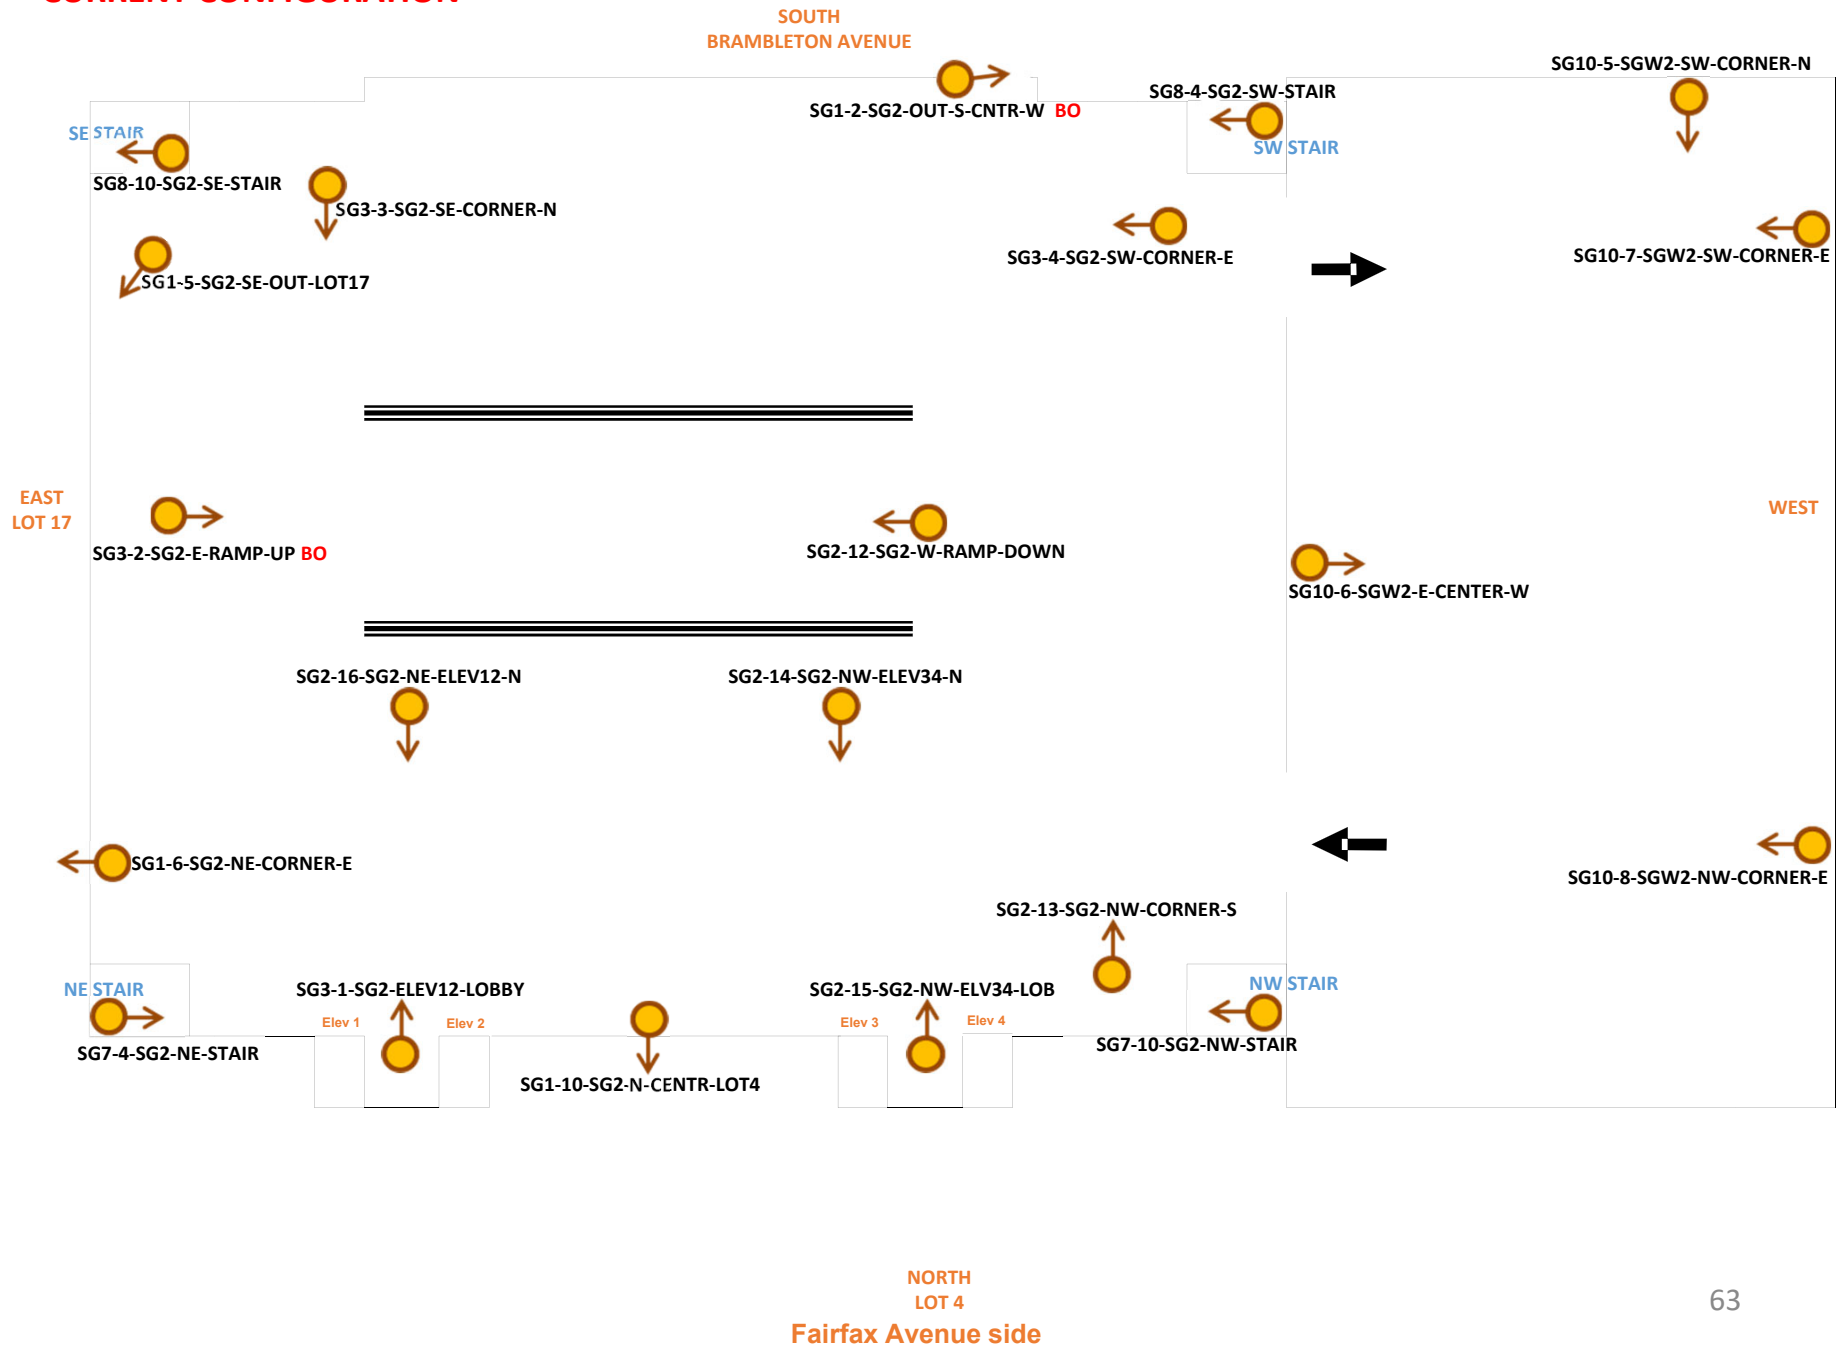 CURRENT CONFIGURATION
SOUTH
BRAMBLETON AVENUE
SG10-5-SGW2-SW-CORNER-N
SG8-4-SG2-SW-STAIR
SG1-2-SG2-OUT-S-CNTR-W BO
SE STAIR
SW STAIR
SG8-10-SG2-SE-STAIR
SG3-3-SG2-SE-CORNER-N
SG3-4-SG2-SW-CORNER-E
SG10-7-SGW2-SW-CORNER-E
SG1-5-SG2-SE-OUT-LOT17
EAST
LOT 17
WEST
SG3-2-SG2-E-RAMP-UP BO
SG2-12-SG2-W-RAMP-DOWN
SG10-6-SGW2-E-CENTER-W
SG2-16-SG2-NE-ELEV12-N
SG2-14-SG2-NW-ELEV34-N
SG1-6-SG2-NE-CORNER-E
SG10-8-SGW2-NW-CORNER-E
SG2-13-SG2-NW-CORNER-S
NE STAIR
SG3-1-SG2-ELEV12-LOBBY
SG2-15-SG2-NW-ELV34-LOB
NW STAIR
Elev 1
Elev 2
Elev 3
Elev 4
SG7-4-SG2-NE-STAIR
SG7-10-SG2-NW-STAIR
SG1-10-SG2-N-CENTR-LOT4
NORTH
LOT 4
Fairfax Avenue side
63